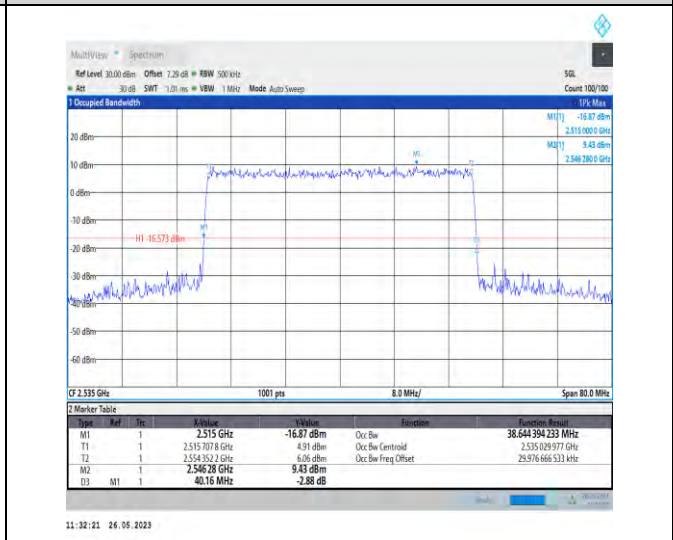 MultiView Spectrum
Ref Level 30.00 dBm Offset 7.29 dB RBW 500 kHz SGL
Att 30 dB SWT 1.01 ms VBW 1 MHz Mode Auto Sweep Count 100/100
1 Occupied Bandwidth 1Pk Max
M1[1] -16.87 dBm
2.515 000 0 GHz
M2[1] 9.43 dBm
2.546 280 0 GHz
20 dBm
10 dBm
0 dBm
-10 dBm
-20 dBm
-30 dBm
-40 dBm
-50 dBm
-60 dBm
M2
M1
H1 -16.573 dBm
CF 2.535 GHz 1001 pts 8.0 MHz/ Span 80.0 MHz
2 Marker Table
Type Ref Trc X-Value Y-Value Function Function Result
M1 1 2.515 GHz -16.87 dBm Occ Bw 38.644 394 233 MHz
T1 1 2.515 707 8 GHz 4.91 dBm Occ Bw Centroid 2.535 029 977 GHz
T2 1 2.554 352 2 GHz 6.06 dBm Occ Bw Freq Offset 29.976 666 533 kHz
M2 1 2.546 28 GHz 9.43 dBm
D3 M1 1 40.16 MHz -2.88 dB
11:32:21 26.05.2023